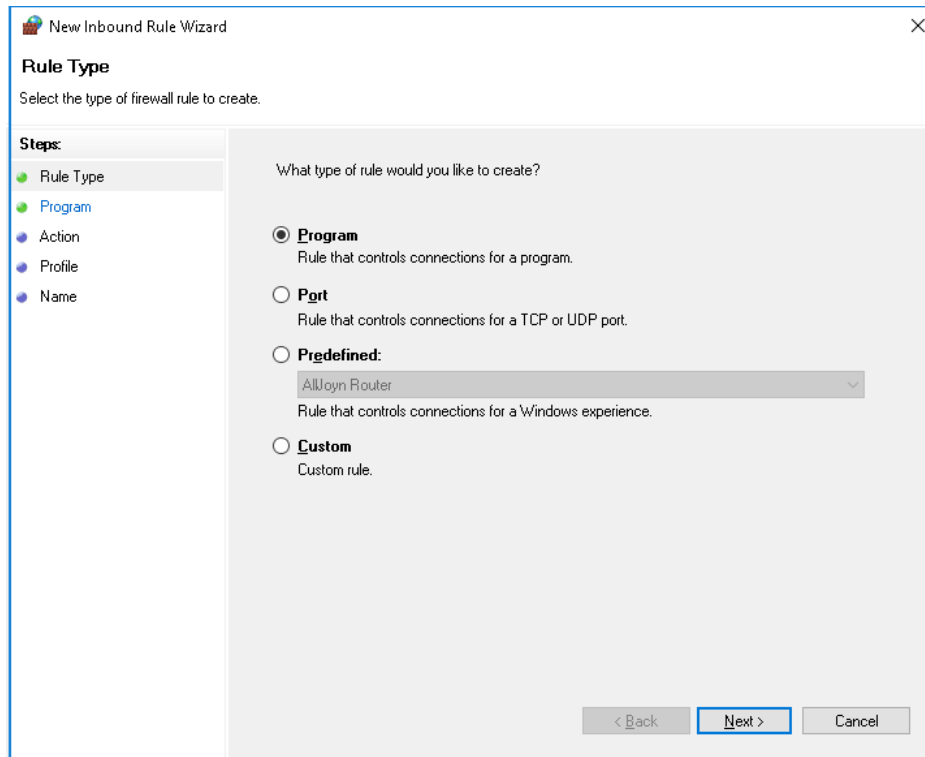 New Inbound Rule Wizard
Rule Type
Select the type of firewall rule to create.
Steps:
Rule Type
Program
Action
Profile
Name
What type of rule would you like to create?
Program
Rule that controls connections for a program.
Port
Rule that controls connections for a TCP or UDP port.
Predefined:
AllJoyn Router
Rule that controls connections for a Windows experience.
Custom
Custom rule.
< Back
Next >
Cancel